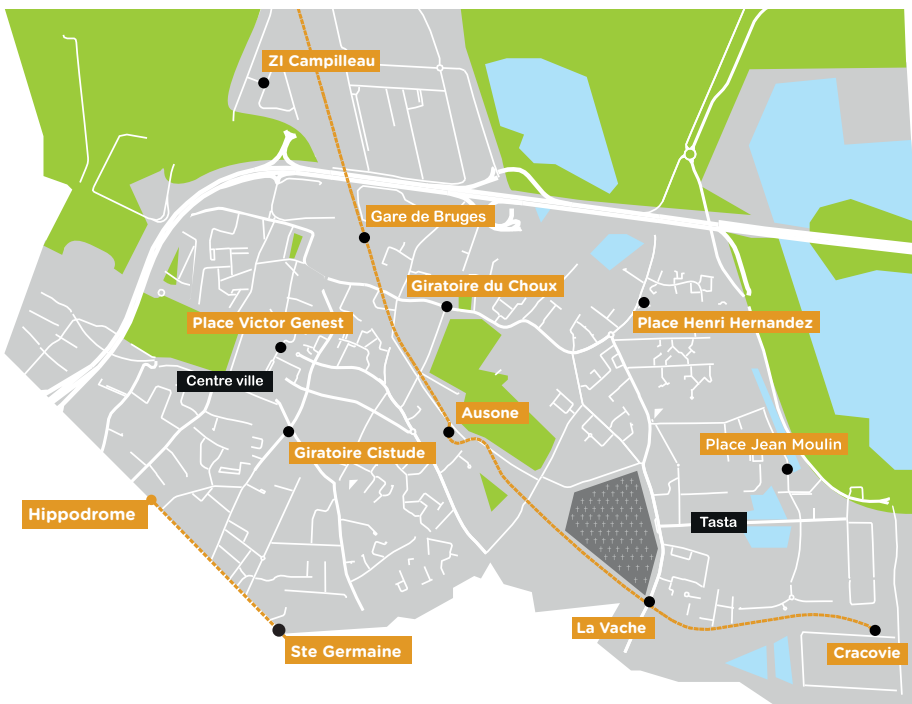 ZI Campilleau
Gare de Bruges
Giratoire du Choux
Place Victor Genest
Place Henri Hernandez
Centre ville
Ausone
Giratoire Cistude
Place Jean Moulin
Hippodrome
Tasta
La Vache
Ste Germaine
Cracovie